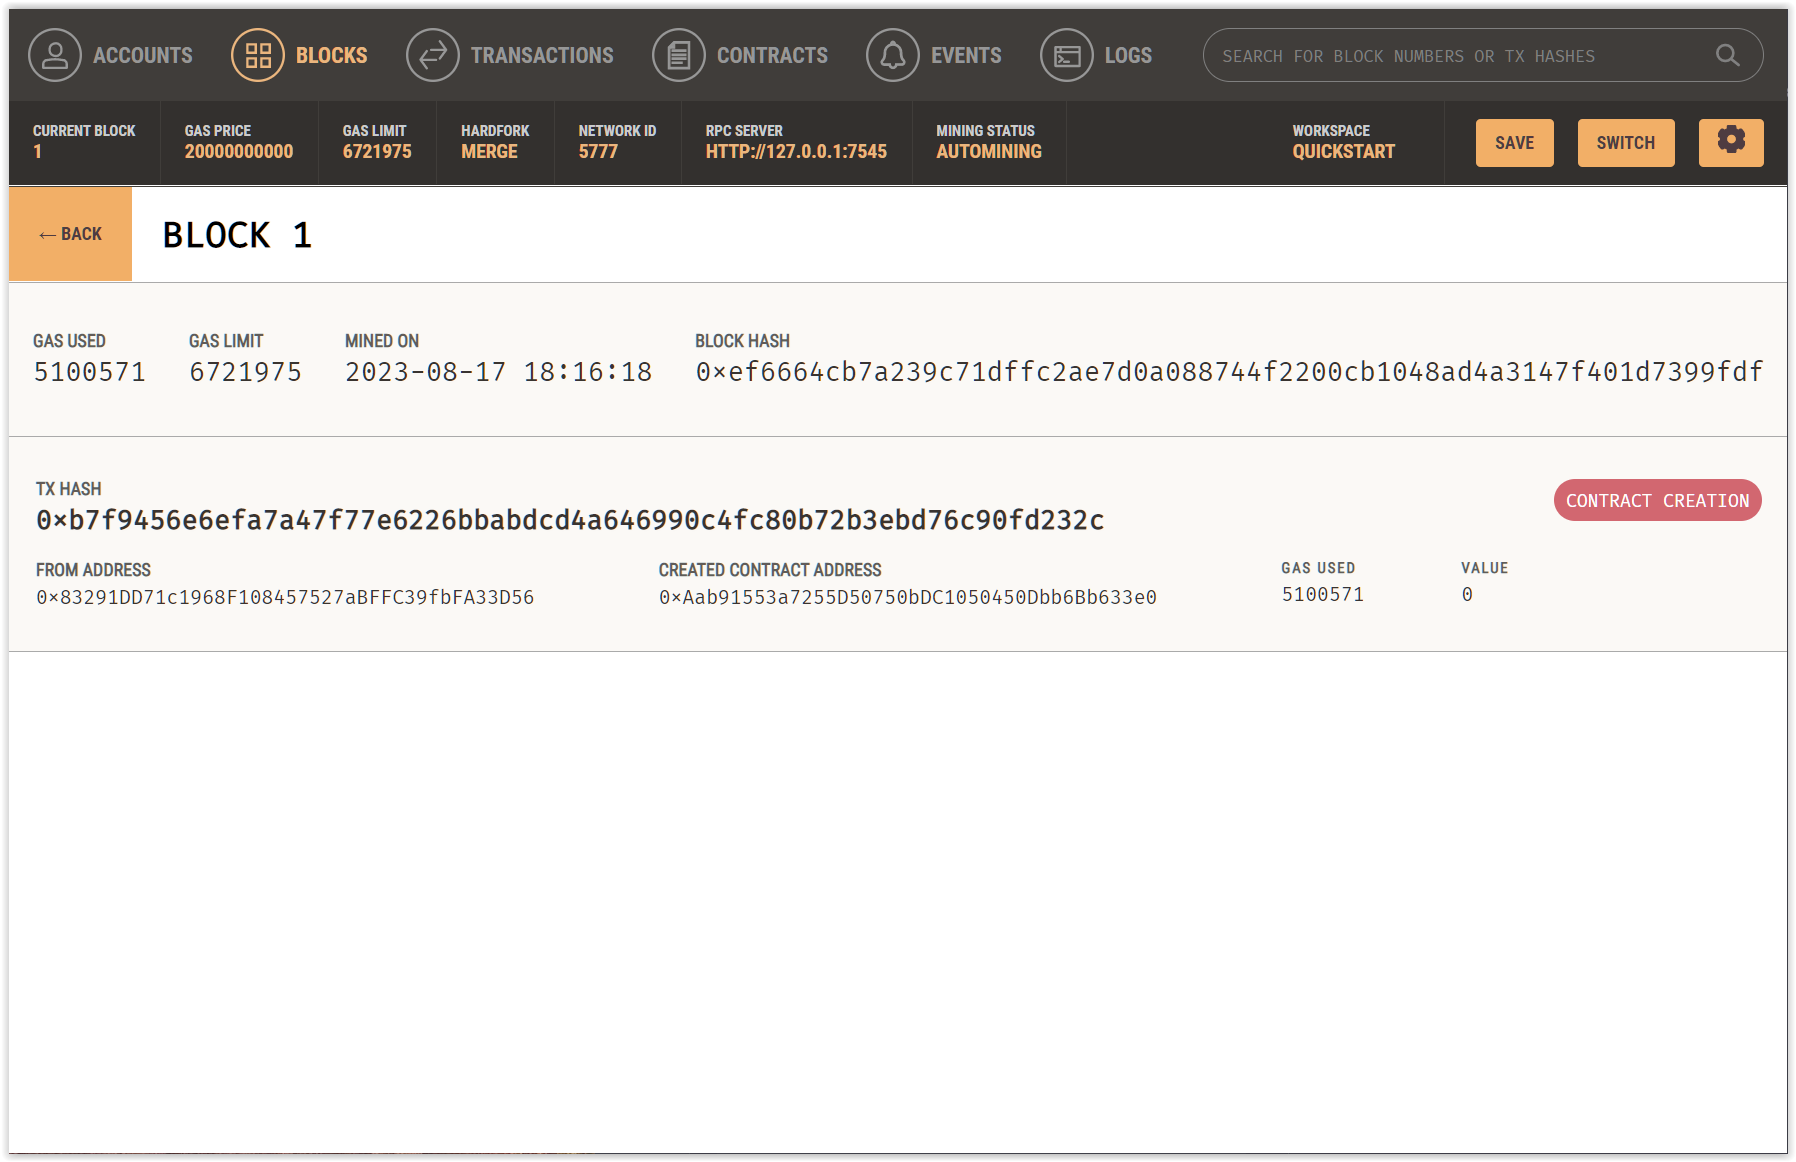 ACCOUNTS BLOCKS TRANSACTIONS CONTRACTS EVENTS LOGS SEARCH FOR BLOCK NUMBERS OR TX HASHES
CURRENT BLOCK GAS PRICE GAS LIMIT HARDFORK NETWORK ID RPC SERVER MINING STATUS WORKSPACE
1 20000000000 6721975 MERGE 5777 HTTP://127.0.0.1:7545 AUTOMINING QUICKSTART SAVE SWITCH
← BACK BLOCK 1
GAS USED GAS LIMIT MINED ON BLOCK HASH
5100571 6721975 2023-08-17 18:16:18 0×ef6664cb7a239c71dffc2ae7d0a088744f2200cb1048ad4a3147f401d7399fdf
TX HASH
0×b7f9456e6efa7a47f77e6226bbabdcd4a646990c4fc80b72b3ebd76c90fd232c CONTRACT CREATION
FROM ADDRESS CREATED CONTRACT ADDRESS GAS USED VALUE
0×83291DD71c1968F108457527aBFFC39fbFA33D56 0×Aab91553a7255D50750bDC1050450Dbb6Bb633e0 5100571 0